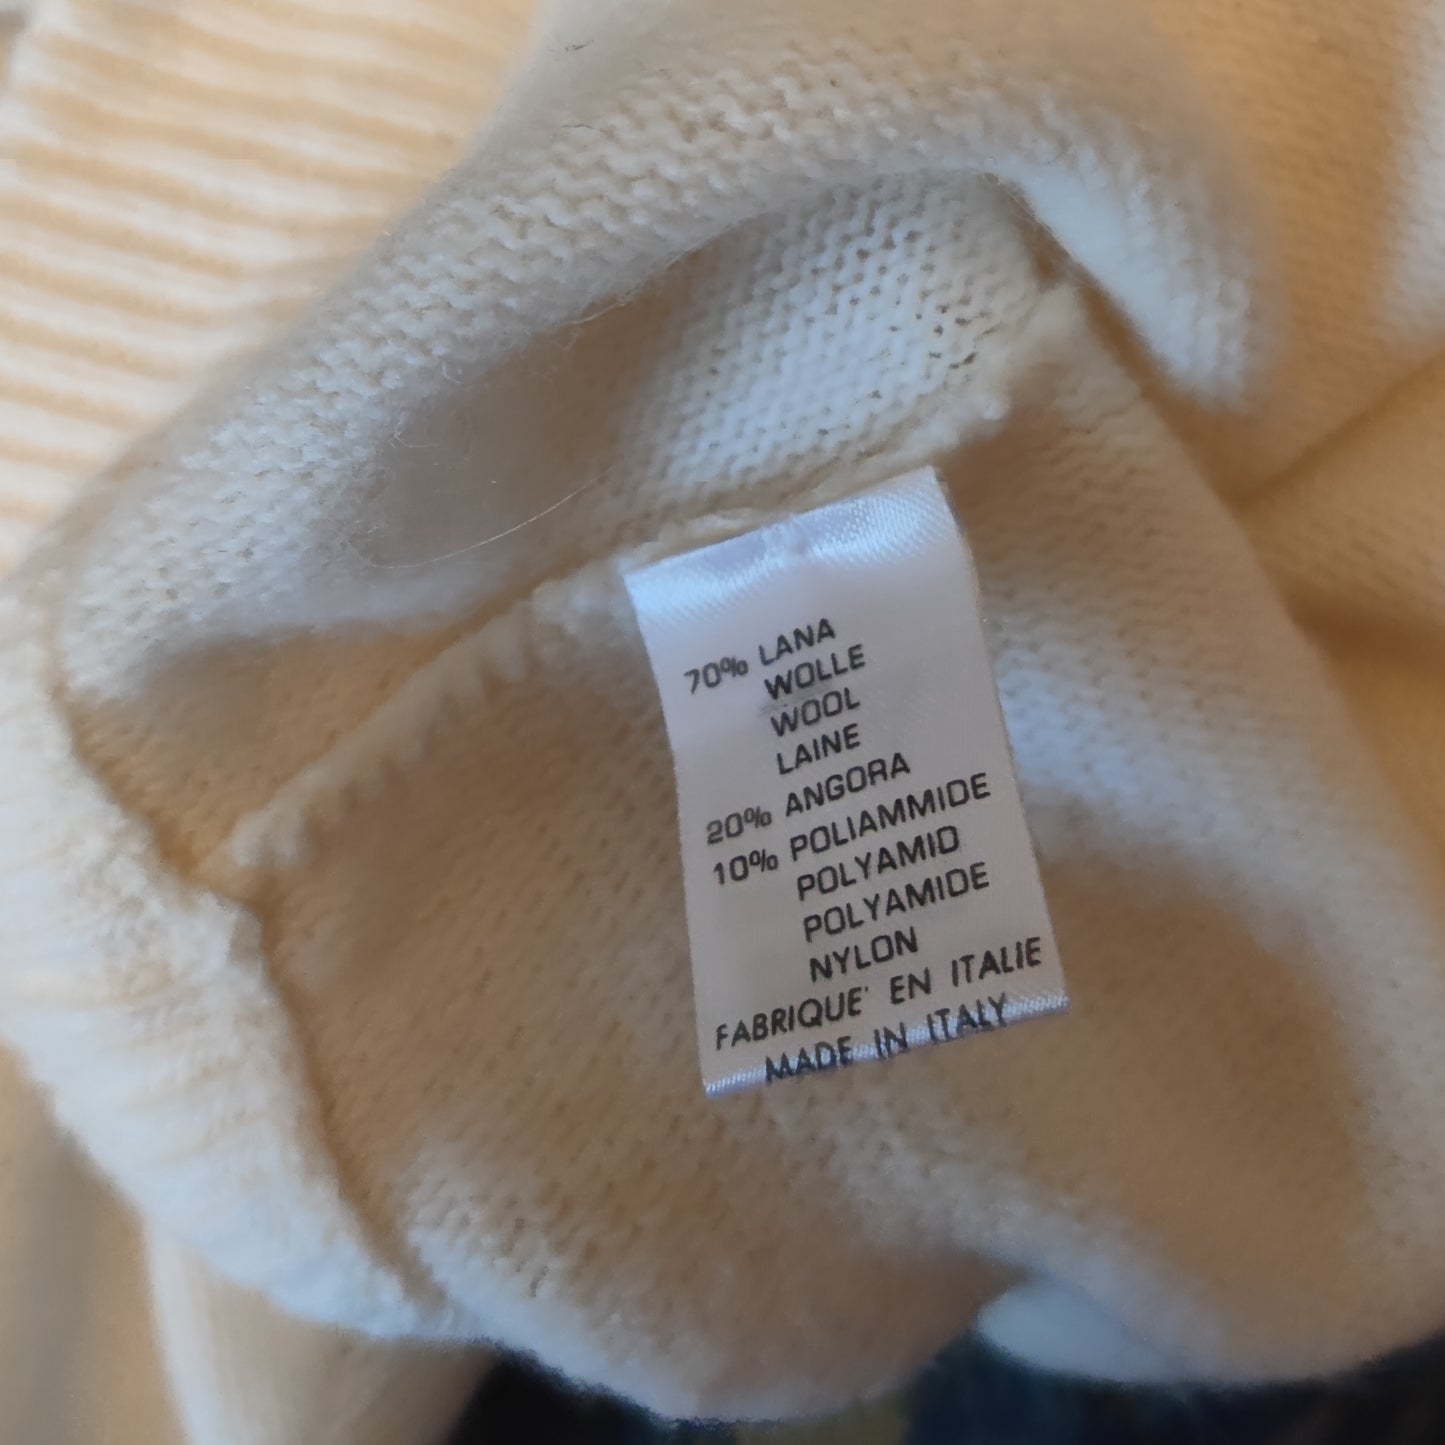 70% LANA
WOLLE
WOOL
LAINE
20% ANGORA
10% POLIAMMIDE
POLYAMID
POLYAMIDE
NYLON
FABRIQUE' EN ITALIE
MADE IN ITALY